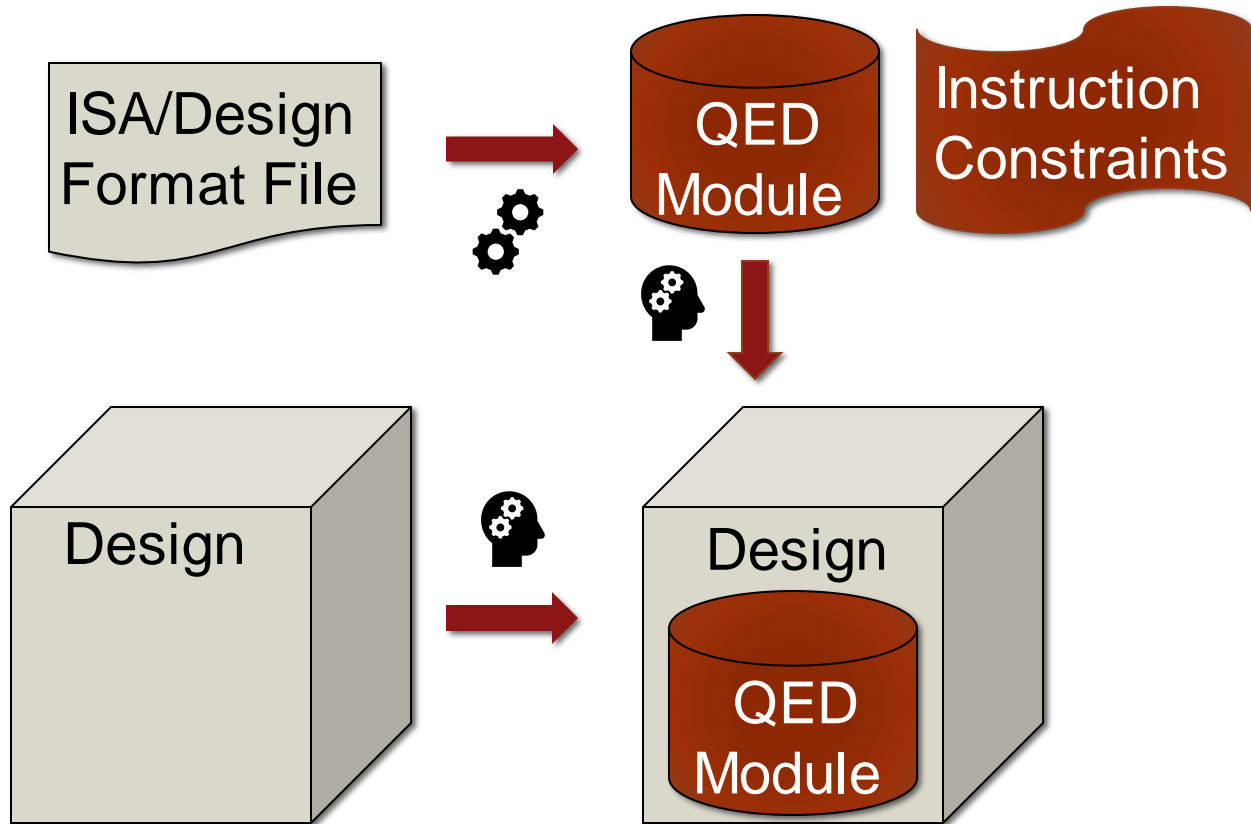 ISA/Design
Format File
QED
Module
Instruction
Constraints
Design
Design
QED
Module